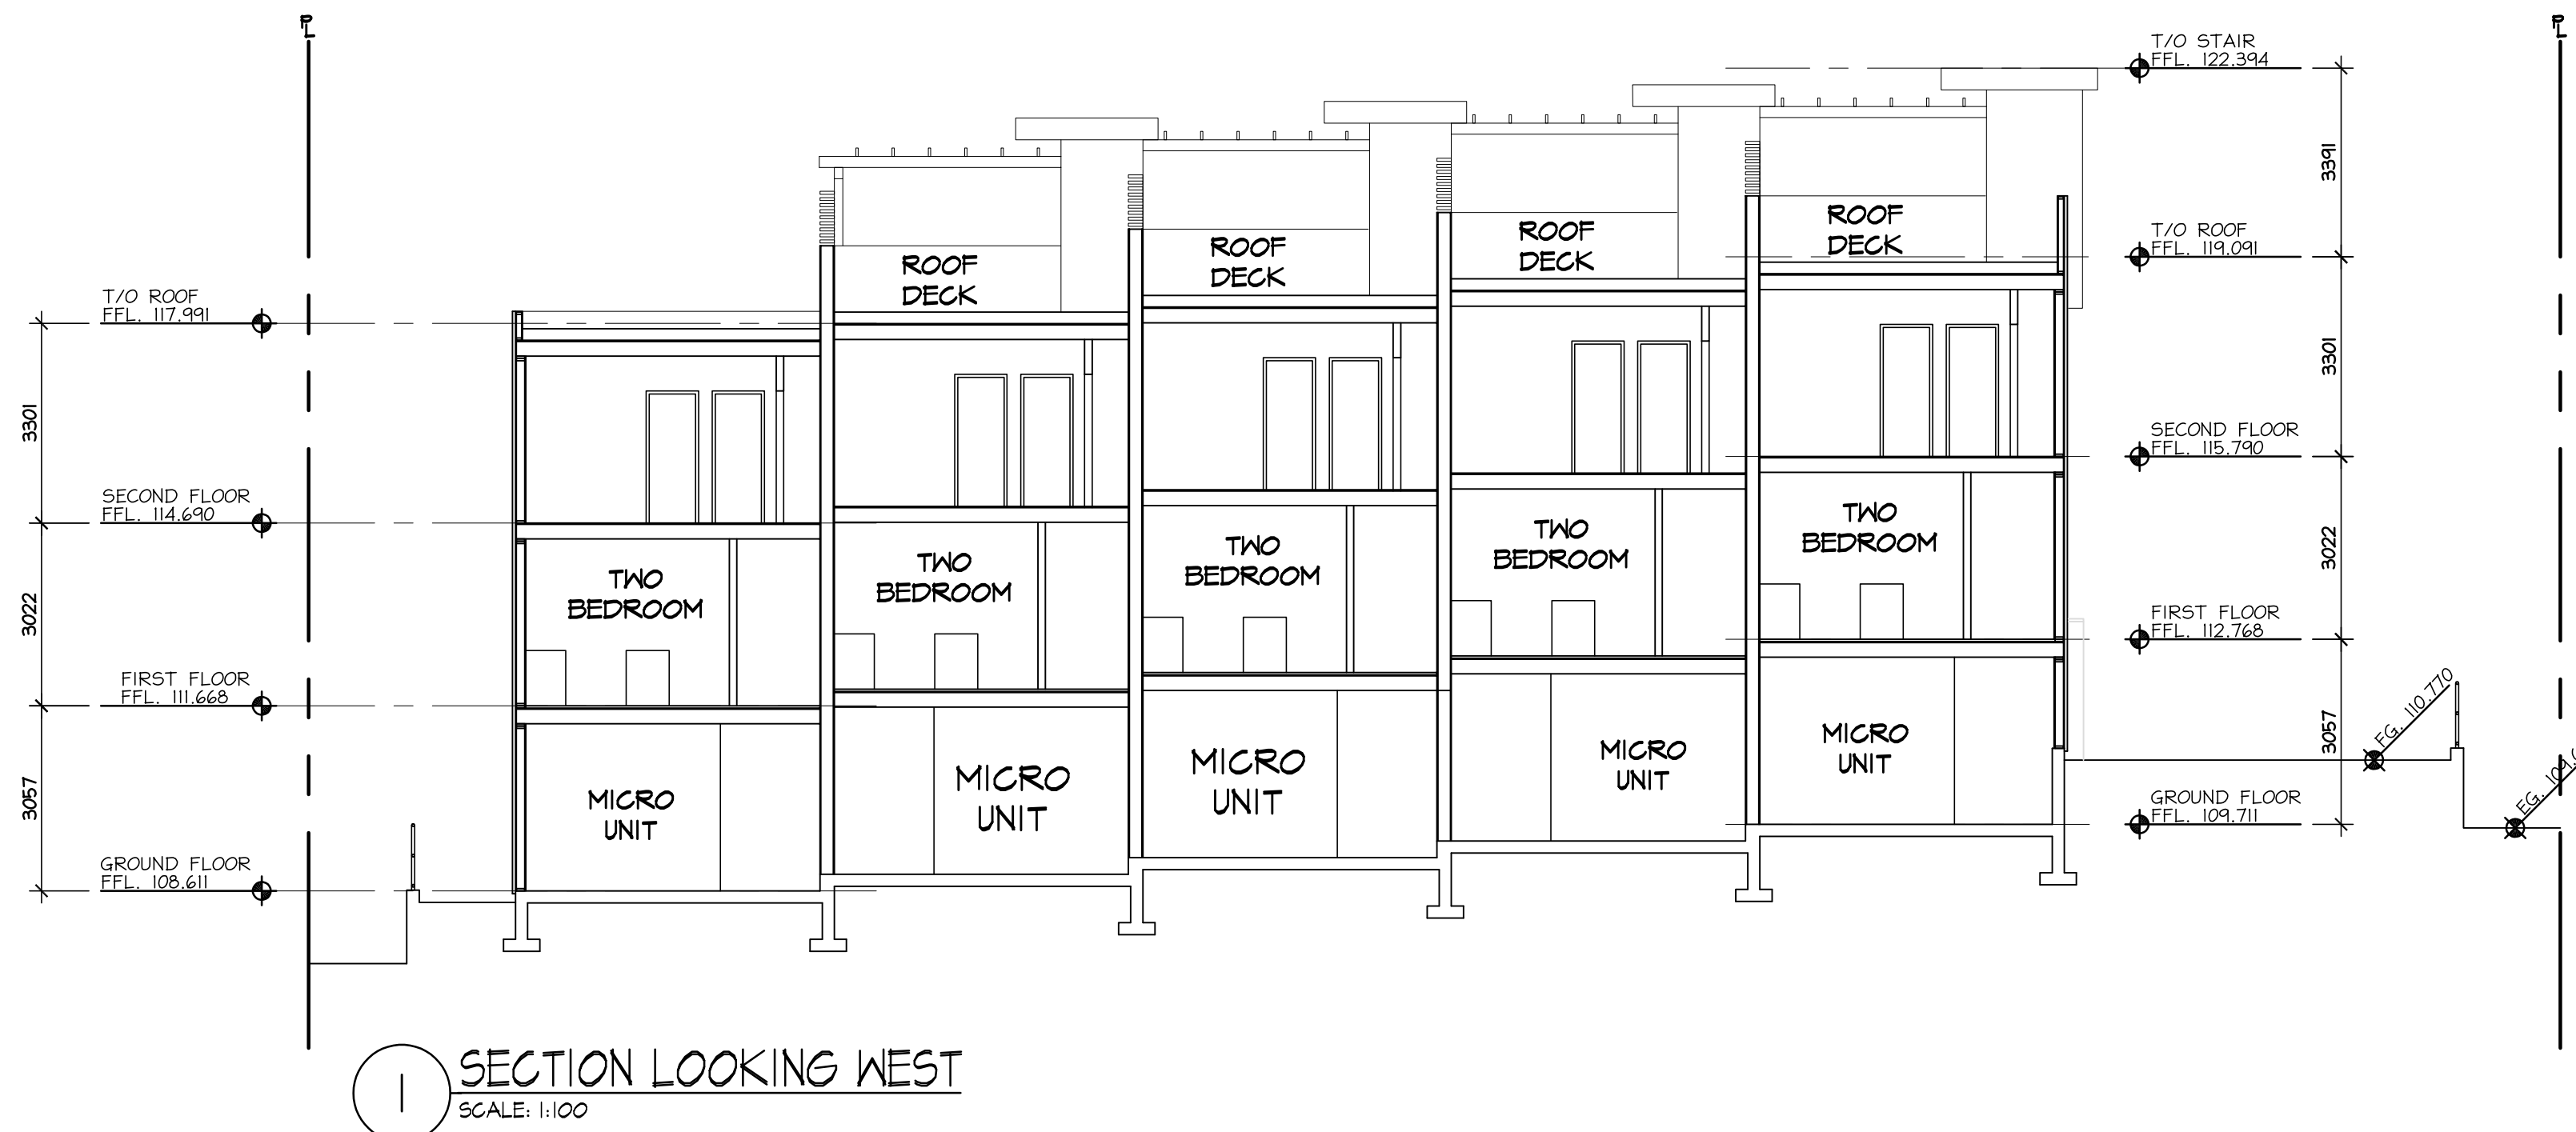 PL
PL
T/O STAIR
FFL. 122.394
3391
T/O ROOF
FFL. 119.091
3301
SECOND FLOOR
FFL. 115.790
3022
FIRST FLOOR
FFL. 112.768
3057
GROUND FLOOR
FFL. 109.711
FG. 110.770
T/O ROOF
FFL. 117.991
3301
SECOND FLOOR
FFL. 114.690
3022
FIRST FLOOR
FFL. 111.668
3057
GROUND FLOOR
FFL. 108.611
ROOF
DECK
ROOF
DECK
ROOF
DECK
ROOF
DECK
TWO
BEDROOM
TWO
BEDROOM
TWO
BEDROOM
TWO
BEDROOM
TWO
BEDROOM
MICRO
UNIT
MICRO
UNIT
MICRO
UNIT
MICRO
UNIT
MICRO
UNIT
EG.
1
SECTION LOOKING WEST
SCALE: 1:100